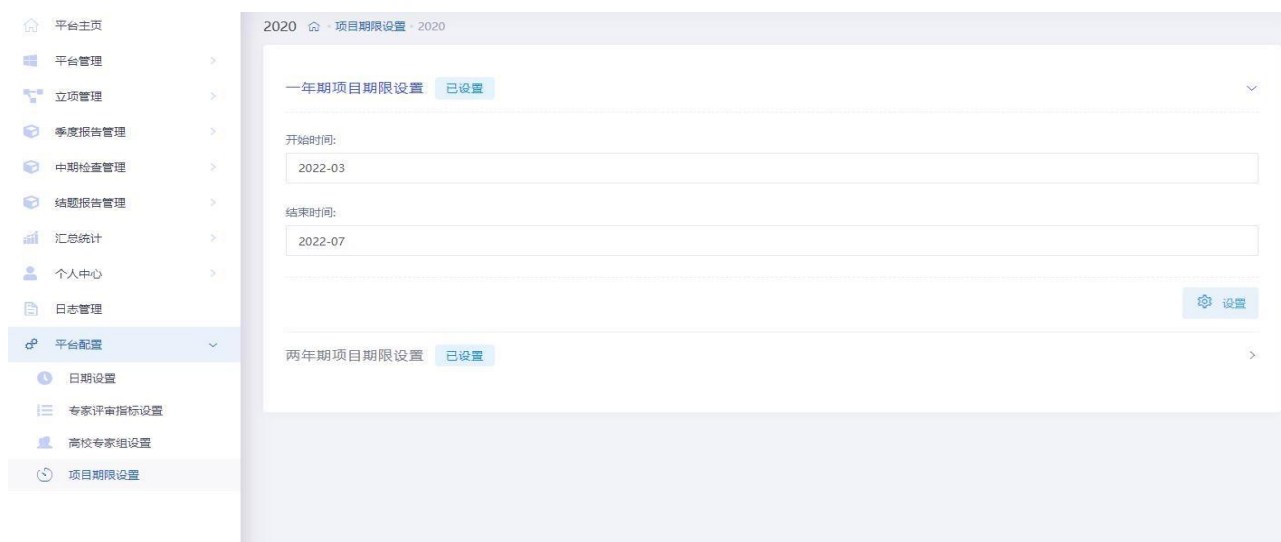 平台主页
平台管理
立项管理
季度报告管理
中期检查管理
结题报告管理
汇总统计
个人中心
日志管理
平台配置
日期设置
专家评审指标设置
高校专家组设置
项目期限设置
2020 - 项目期限设置 - 2020
一年期项目期限设置 已设置
开始时间:
2022-03
结束时间:
2022-07
设置
两年期项目期限设置 已设置